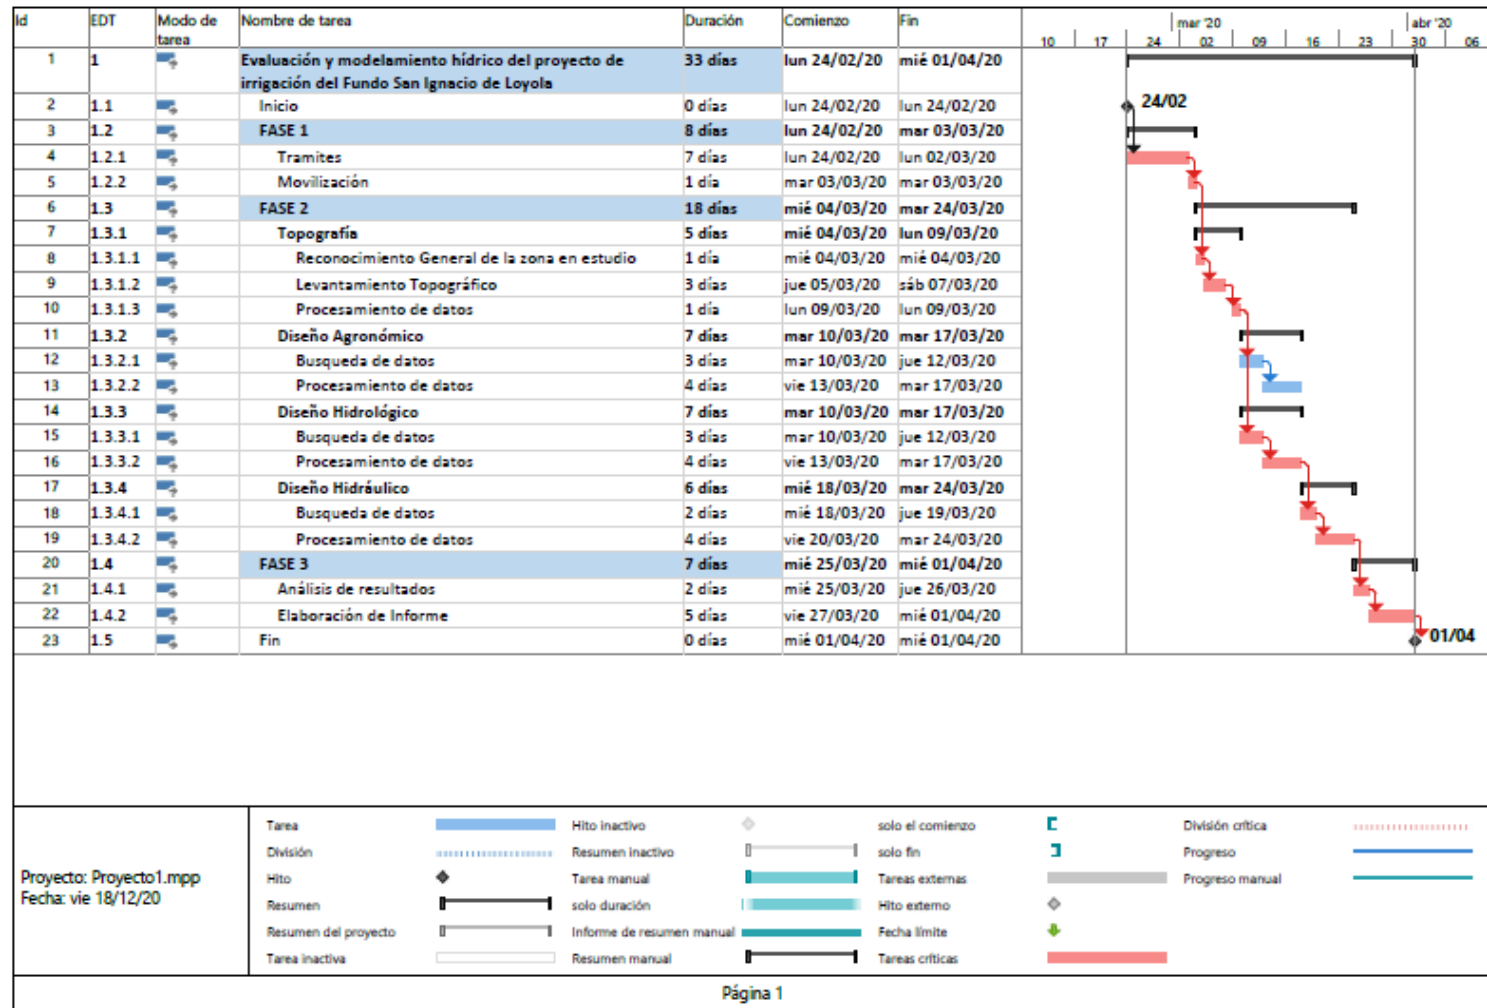 Id EDT Modo de tarea Nombre de tarea Duración Comienzo Fin
mar '20 abr '20
10 17 24 02 09 16 23 30 06
1 1 Evaluación y modelamiento hídrico del proyecto de irrigación del Fundo San Ignacio de Loyola 33 días lun 24/02/20 mié 01/04/20
2 1.1 Inicio 0 días lun 24/02/20 lun 24/02/20 24/02
3 1.2 FASE 1 8 días lun 24/02/20 mar 03/03/20
4 1.2.1 Tramites 7 días lun 24/02/20 lun 02/03/20
5 1.2.2 Movilización 1 día mar 03/03/20 mar 03/03/20
6 1.3 FASE 2 18 días mié 04/03/20 mar 24/03/20
7 1.3.1 Topografía 5 días mié 04/03/20 lun 09/03/20
8 1.3.1.1 Reconocimiento General de la zona en estudio 1 día mié 04/03/20 mié 04/03/20
9 1.3.1.2 Levantamiento Topográfico 3 días jue 05/03/20 sáb 07/03/20
10 1.3.1.3 Procesamiento de datos 1 día lun 09/03/20 lun 09/03/20
11 1.3.2 Diseño Agronómico 7 días mar 10/03/20 mar 17/03/20
12 1.3.2.1 Busqueda de datos 3 días mar 10/03/20 jue 12/03/20
13 1.3.2.2 Procesamiento de datos 4 días vie 13/03/20 mar 17/03/20
14 1.3.3 Diseño Hidrológico 7 días mar 10/03/20 mar 17/03/20
15 1.3.3.1 Busqueda de datos 3 días mar 10/03/20 jue 12/03/20
16 1.3.3.2 Procesamiento de datos 4 días vie 13/03/20 mar 17/03/20
17 1.3.4 Diseño Hidráulico 6 días mié 18/03/20 mar 24/03/20
18 1.3.4.1 Busqueda de datos 2 días mié 18/03/20 jue 19/03/20
19 1.3.4.2 Procesamiento de datos 4 días vie 20/03/20 mar 24/03/20
20 1.4 FASE 3 7 días mié 25/03/20 mié 01/04/20
21 1.4.1 Análisis de resultados 2 días mié 25/03/20 jue 26/03/20
22 1.4.2 Elaboración de Informe 5 días vie 27/03/20 mié 01/04/20
23 1.5 Fin 0 días mié 01/04/20 mié 01/04/20 01/04
Proyecto: Proyecto1.mpp
Fecha: vie 18/12/20
Tarea Hito inactivo solo el comienzo División crítica
División Resumen inactivo solo fin Progreso
Hito Tarea manual Tareas externas Progreso manual
Resumen solo duración Hito externo
Resumen del proyecto Informe de resumen manual Fecha límite
Tarea inactiva Resumen manual Tareas críticas
Página 1